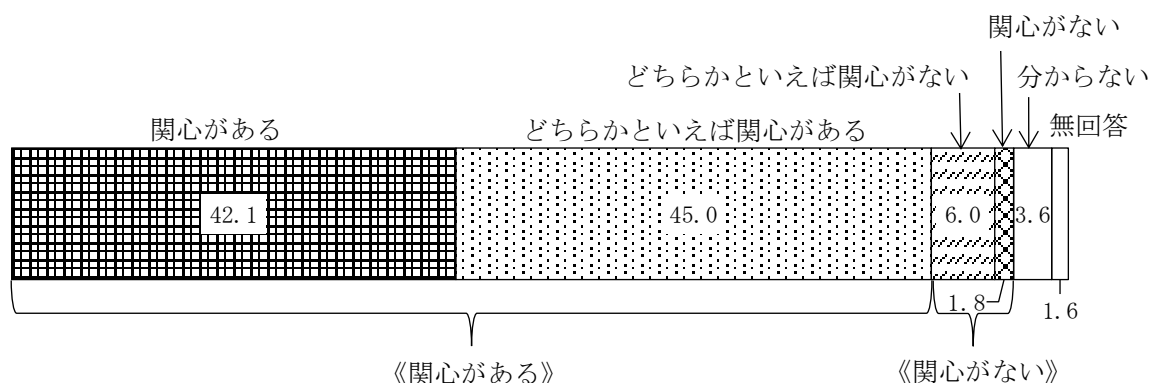 関心がない
どちらかといえば関心がない 分からない
関心がある どちらかといえば関心がある 無回答
42.1 45.0 6.0 3.6
1.8 1.6
《関心がある》 《関心がない》